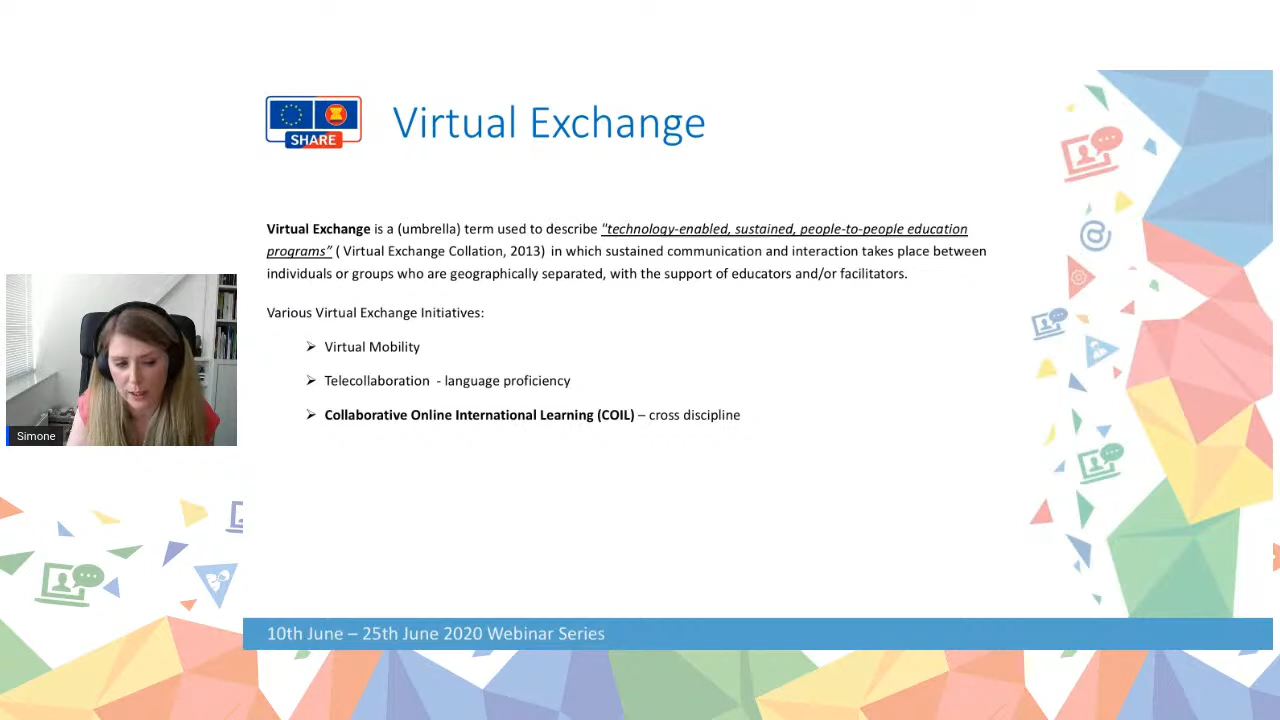 SHARE
Virtual Exchange
Virtual Exchange is a (umbrella) term used to describe "technology-enabled, sustained, people-to-people education
programs” ( Virtual Exchange Collation, 2013) in which sustained communication and interaction takes place between
individuals or groups who are geographically separated, with the support of educators and/or facilitators.
Various Virtual Exchange Initiatives:
➢ Virtual Mobility
➢ Telecollaboration - language proficiency
➢ Collaborative Online International Learning (COIL) – cross discipline
Simone
10th June – 25th June 2020 Webinar Series